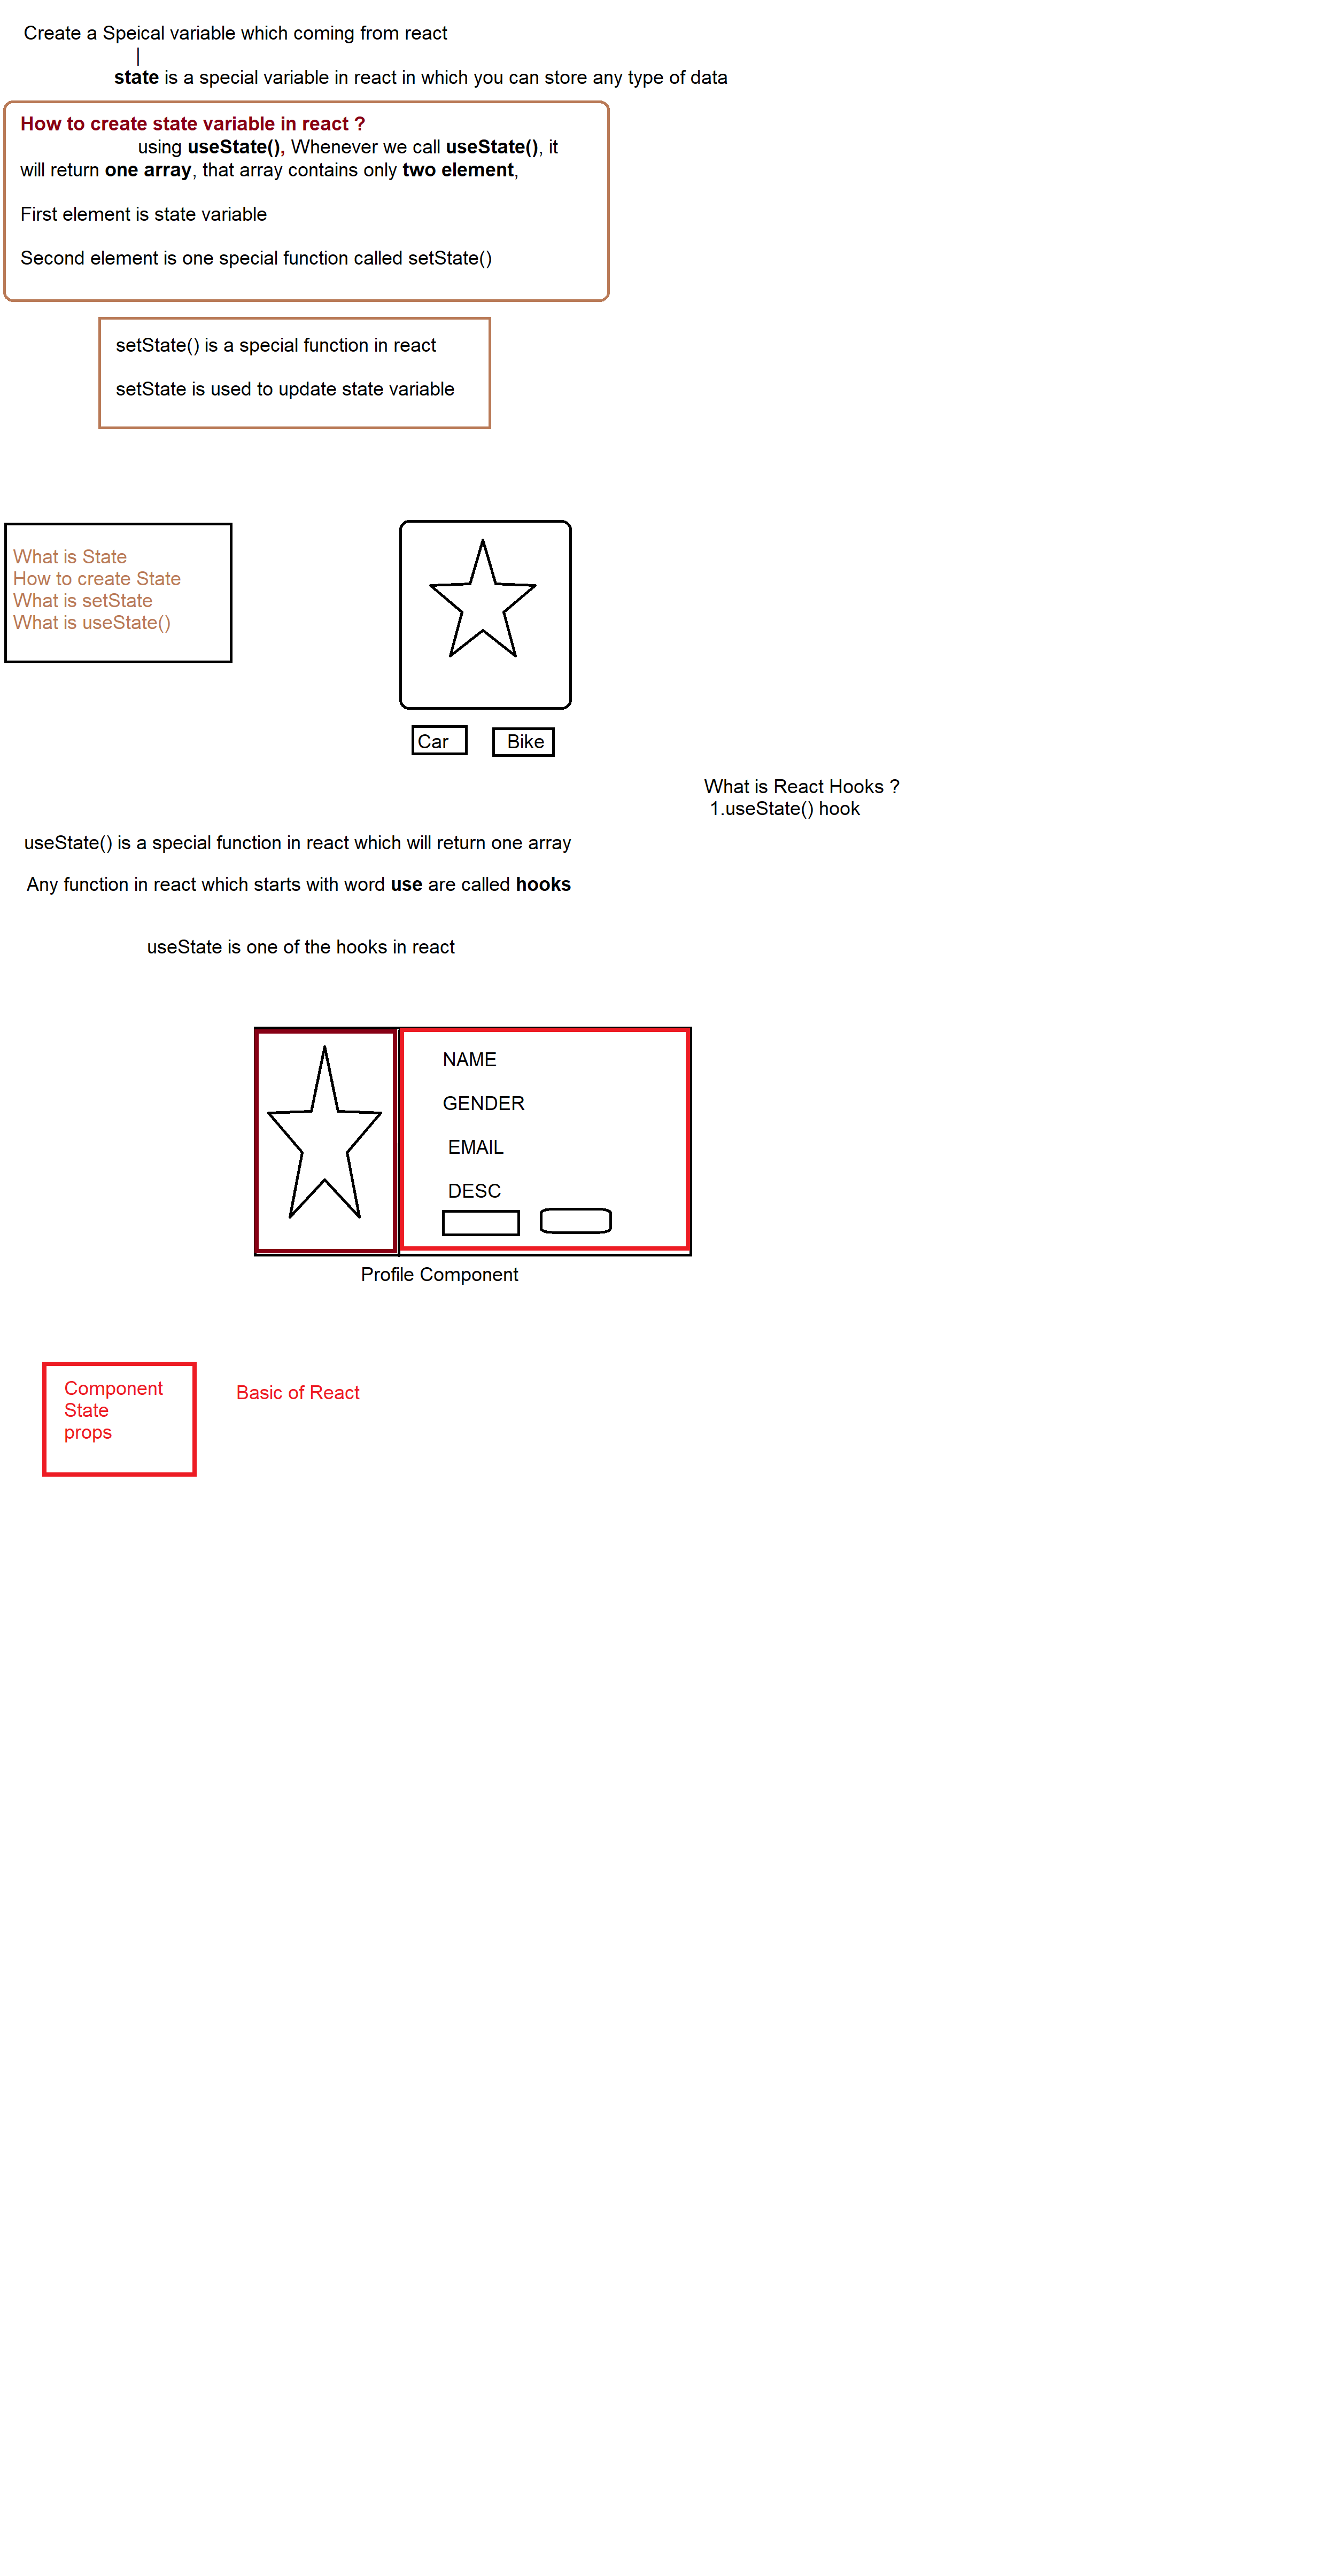 Create a Speical variable which coming from react
|
state is a special variable in react in which you can store any type of data
How to create state variable in react ?
using useState(), Whenever we call useState(), it
will return one array, that array contains only two element,
First element is state variable
Second element is one special function called setState()
setState() is a special function in react
setState is used to update state variable
What is State
How to create State
What is setState
What is useState()
Car
Bike
What is React Hooks ?
1.useState() hook
useState() is a special function in react which will return one array
Any function in react which starts with word use are called hooks
useState is one of the hooks in react
NAME
GENDER
EMAIL
DESC
Profile Component
Component
State
props
Basic of React